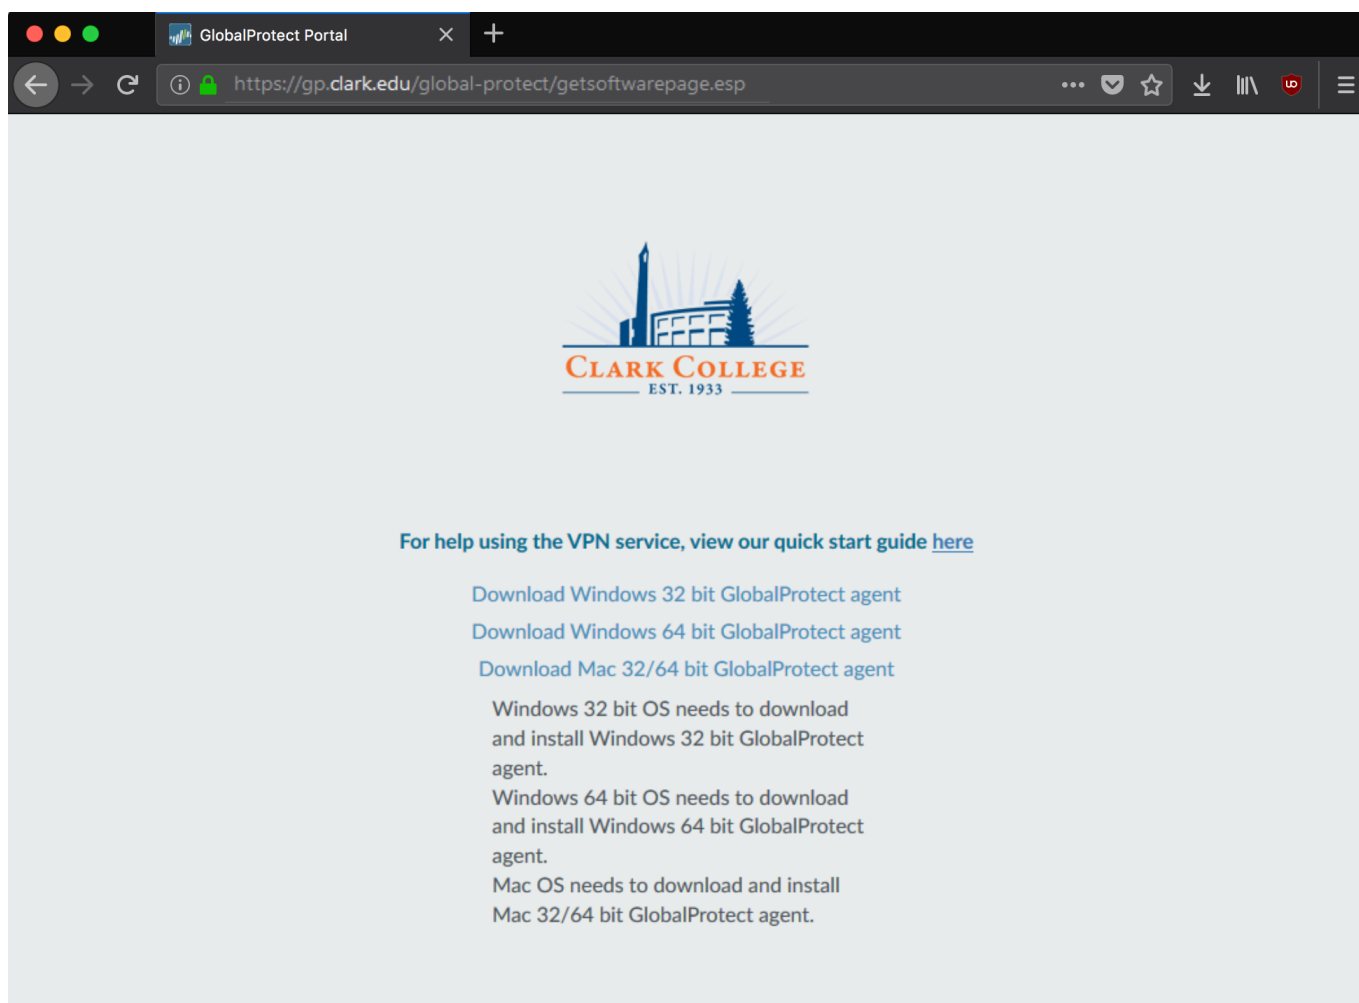 GlobalProtect Portal
https://gp.clark.edu/global-protect/getsoftwarepage.esp
CLARK COLLEGE
EST. 1933
For help using the VPN service, view our quick start guide here
Download Windows 32 bit GlobalProtect agent
Download Windows 64 bit GlobalProtect agent
Download Mac 32/64 bit GlobalProtect agent
Windows 32 bit OS needs to download
and install Windows 32 bit GlobalProtect
agent.
Windows 64 bit OS needs to download
and install Windows 64 bit GlobalProtect
agent.
Mac OS needs to download and install
Mac 32/64 bit GlobalProtect agent.